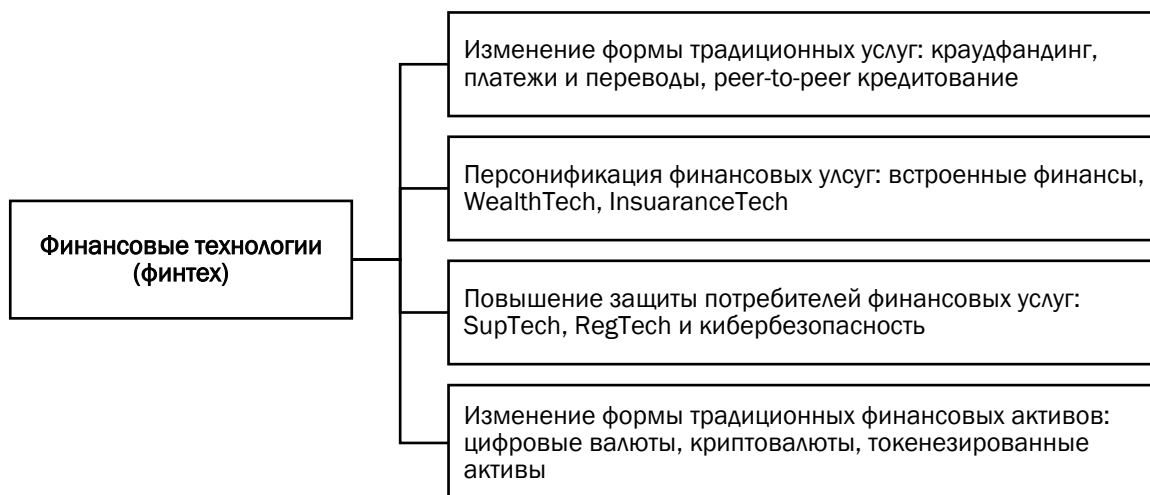 Изменение формы традиционных услуг: краудфандинг,
платежи и переводы, peer-to-peer кредитование
Персонификация финансовых улсуг: встроенные финансы,
WealthTech, InsuaranceTech
Финансовые технологии
(финтех)
Повышение защиты потребителей финансовых услуг:
SupTech, RegTech и кибербезопасность
Изменение формы традиционных финансовых активов:
цифровые валюты, криптовалюты, токенезированные
активы